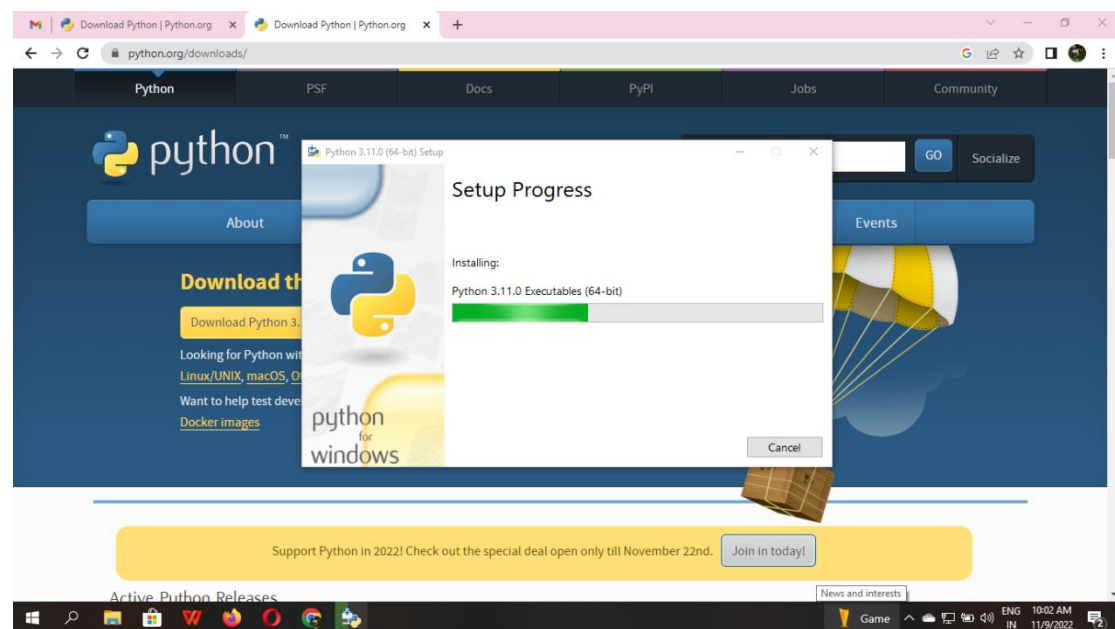 Download Python | Python.org
Download Python | Python.org
python.org/downloads/
Python PSF Docs PyPI Jobs Community
python™
GO Socialize
About Events
Python 3.11.0 (64-bit) Setup
Setup Progress
Installing:
Python 3.11.0 Executables (64-bit)
Cancel
python
for
windows
Download th
Download Python 3.
Looking for Python wit
Linux/UNIX, macOS, O
Want to help test deve
Docker images
Support Python in 2022! Check out the special deal open only till November 22nd. Join in today!
Active Python Releases
News and interests
Game ENG 10:02 AM
IN 11/9/2022
2